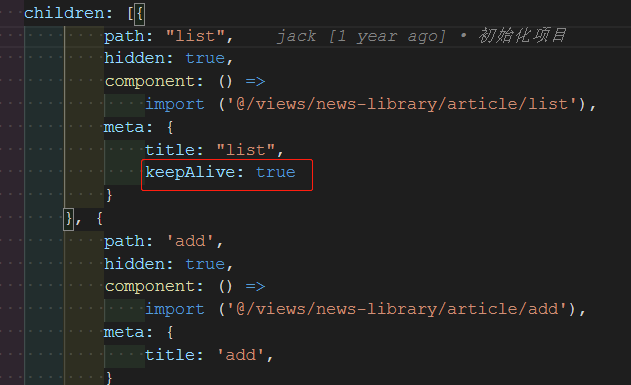 children: [{
path: "list",    jack [1 year ago] • 初始化项目
hidden: true,
component: () =>
import ('@/views/news-library/article/list'),
meta: {
title: "list",
keepAlive: true
}
}, {
path: 'add',
hidden: true,
component: () =>
import ('@/views/news-library/article/add'),
meta: {
title: 'add',
}